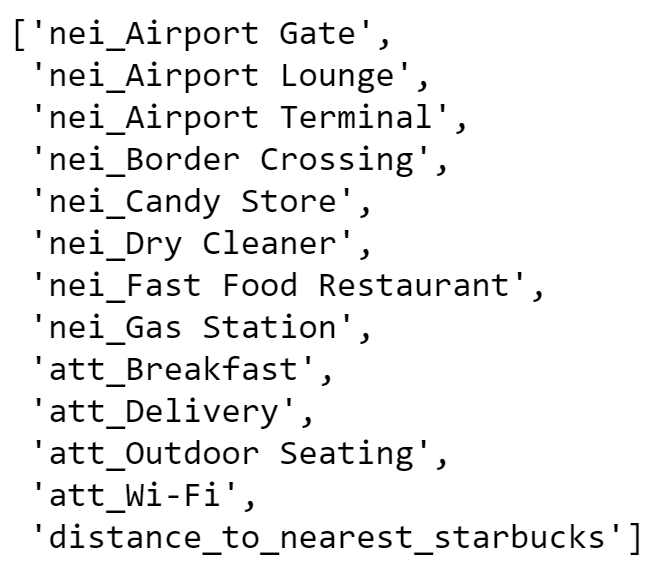 ['nei_Airport Gate',
 'nei_Airport Lounge',
 'nei_Airport Terminal',
 'nei_Border Crossing',
 'nei_Candy Store',
 'nei_Dry Cleaner',
 'nei_Fast Food Restaurant',
 'nei_Gas Station',
 'att_Breakfast',
 'att_Delivery',
 'att_Outdoor Seating',
 'att_Wi-Fi',
 'distance_to_nearest_starbucks']